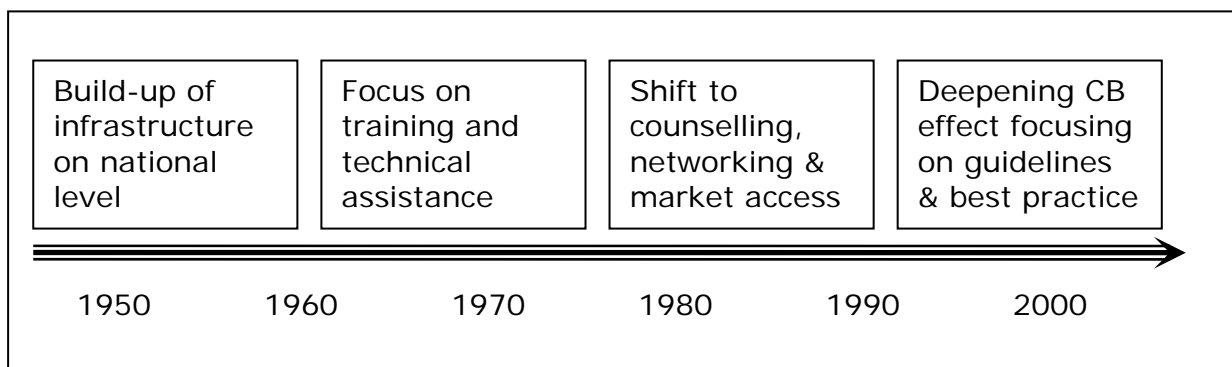 Build-up of
infrastructure
on national
level
Focus on
training and
technical
assistance
Shift to
counselling,
networking &
market access
Deepening CB
effect focusing
on guidelines
& best practice
1950 1960 1970 1980 1990 2000